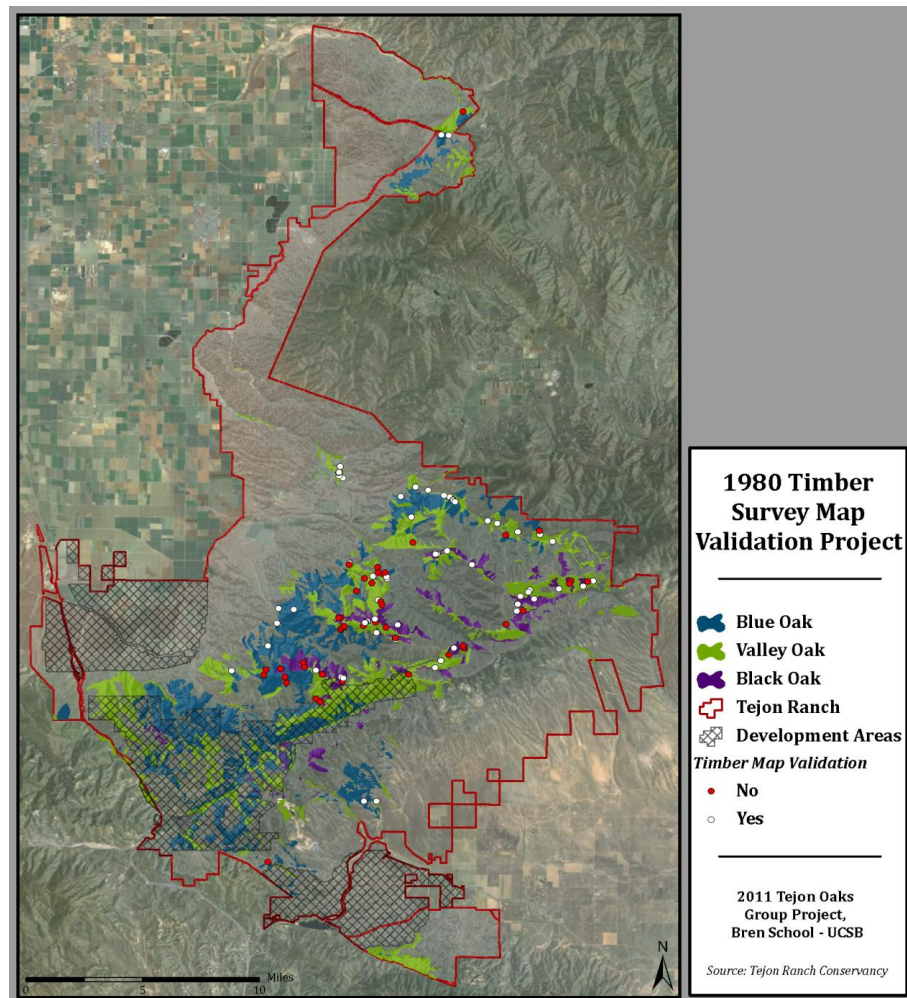 1980 Timber
Survey Map
Validation Project
Blue Oak
Valley Oak
Black Oak
Tejon Ranch
Development Areas
Timber Map Validation
No
Yes
2011 Tejon Oaks
Group Project,
Bren School - UCSB
Source: Tejon Ranch Conservancy
N
Miles
0 5 10